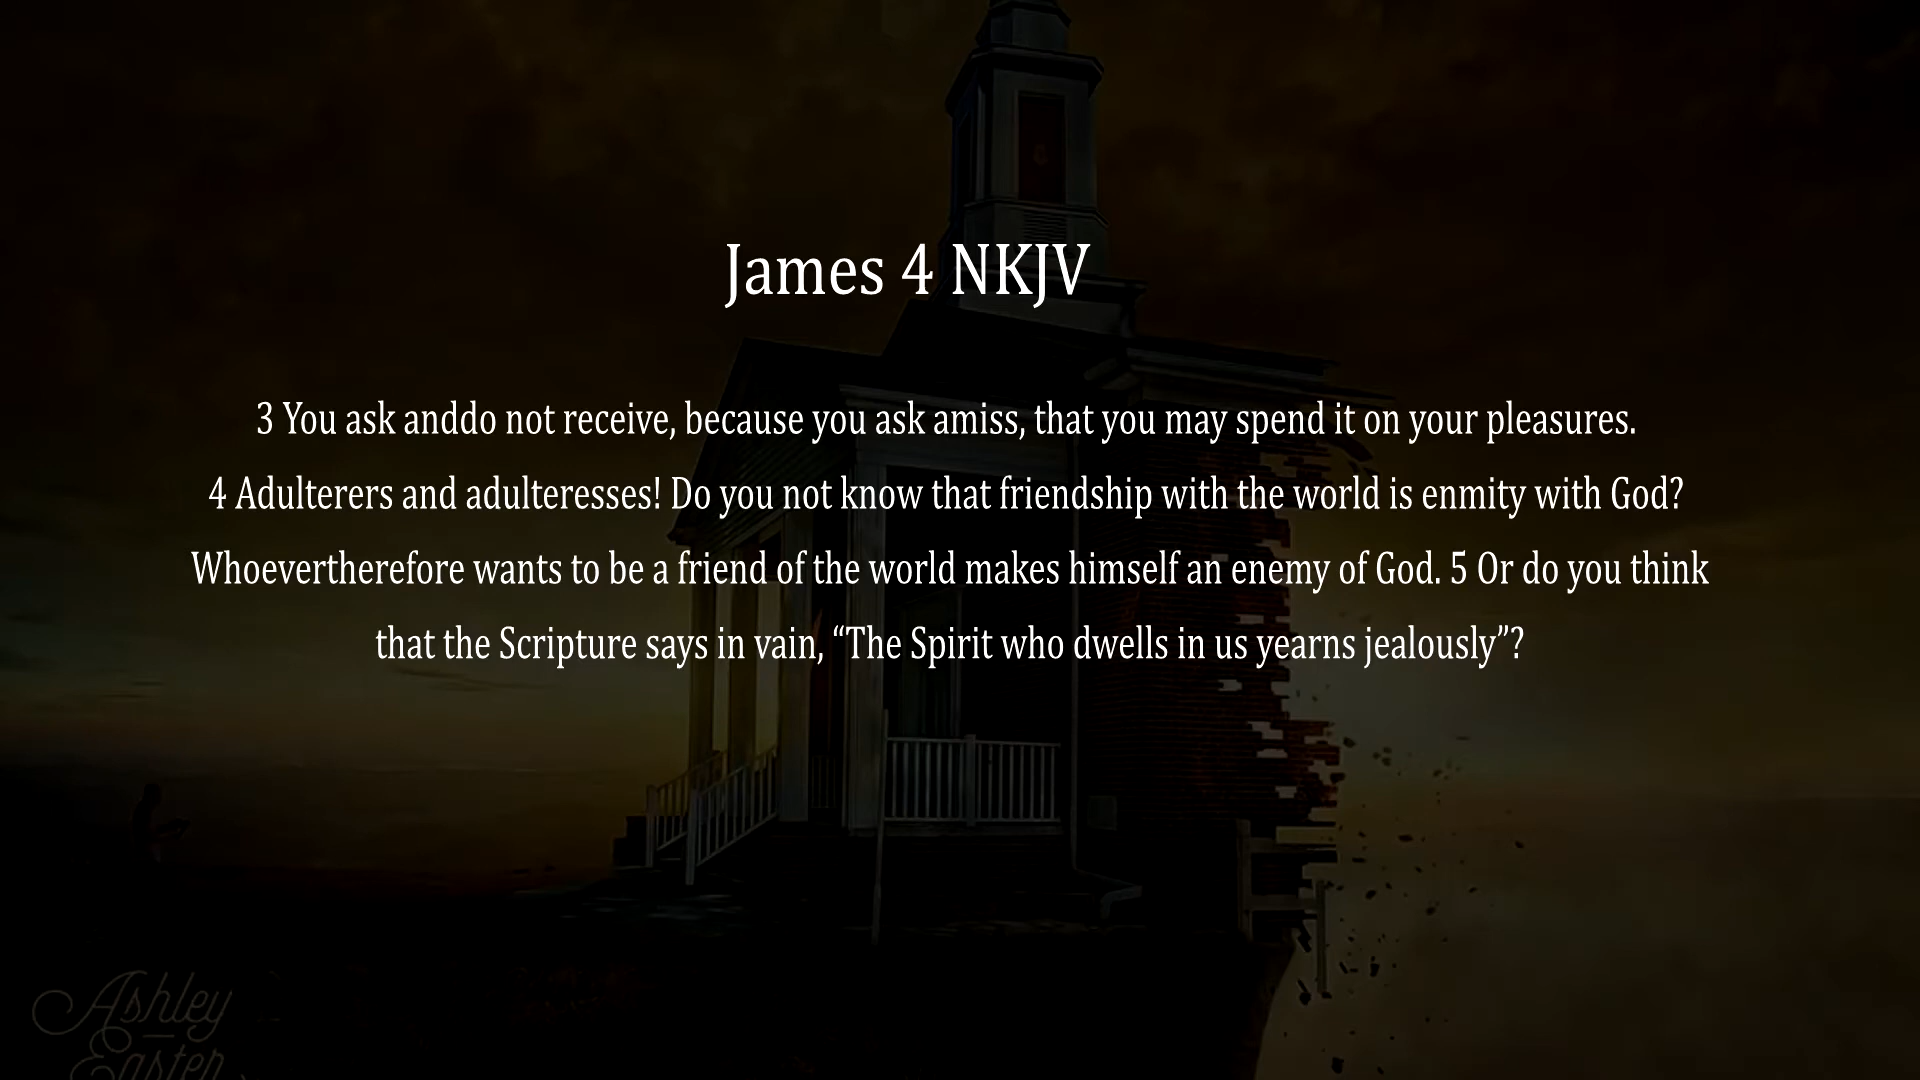 James 4 NKJV
3 You ask anddo not receive, because you ask amiss, that you may spend it on your pleasures.
4 Adulterers and adulteresses! Do you not know that friendship with the world is enmity with God?
Whoevertherefore wants to be a friend of the world makes himself an enemy of God. 5 Or do you think
that the Scripture says in vain, “The Spirit who dwells in us yearns jealously”?
Ashley
Easter